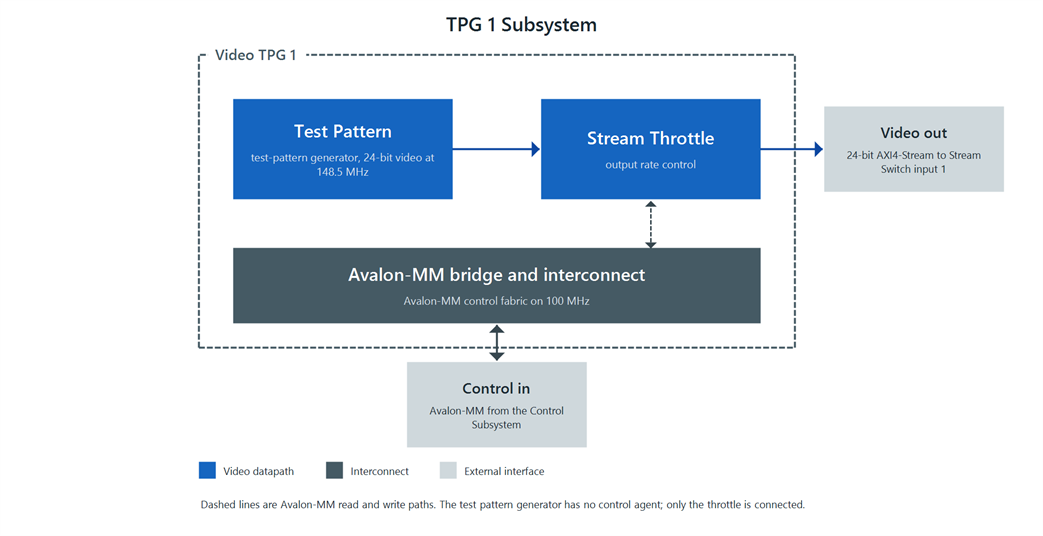 TPG 1 Subsystem
Video TPG 1
Test Pattern
test-pattern generator, 24-bit video at
148.5 MHz
Stream Throttle
output rate control
Video out
24-bit AXI4-Stream to Stream
Switch input 1
Avalon-MM bridge and interconnect
Avalon-MM control fabric on 100 MHz
Control in
Avalon-MM from the Control
Subsystem
Video datapath
Interconnect
External interface
Dashed lines are Avalon-MM read and write paths. The test pattern generator has no control agent; only the throttle is connected.